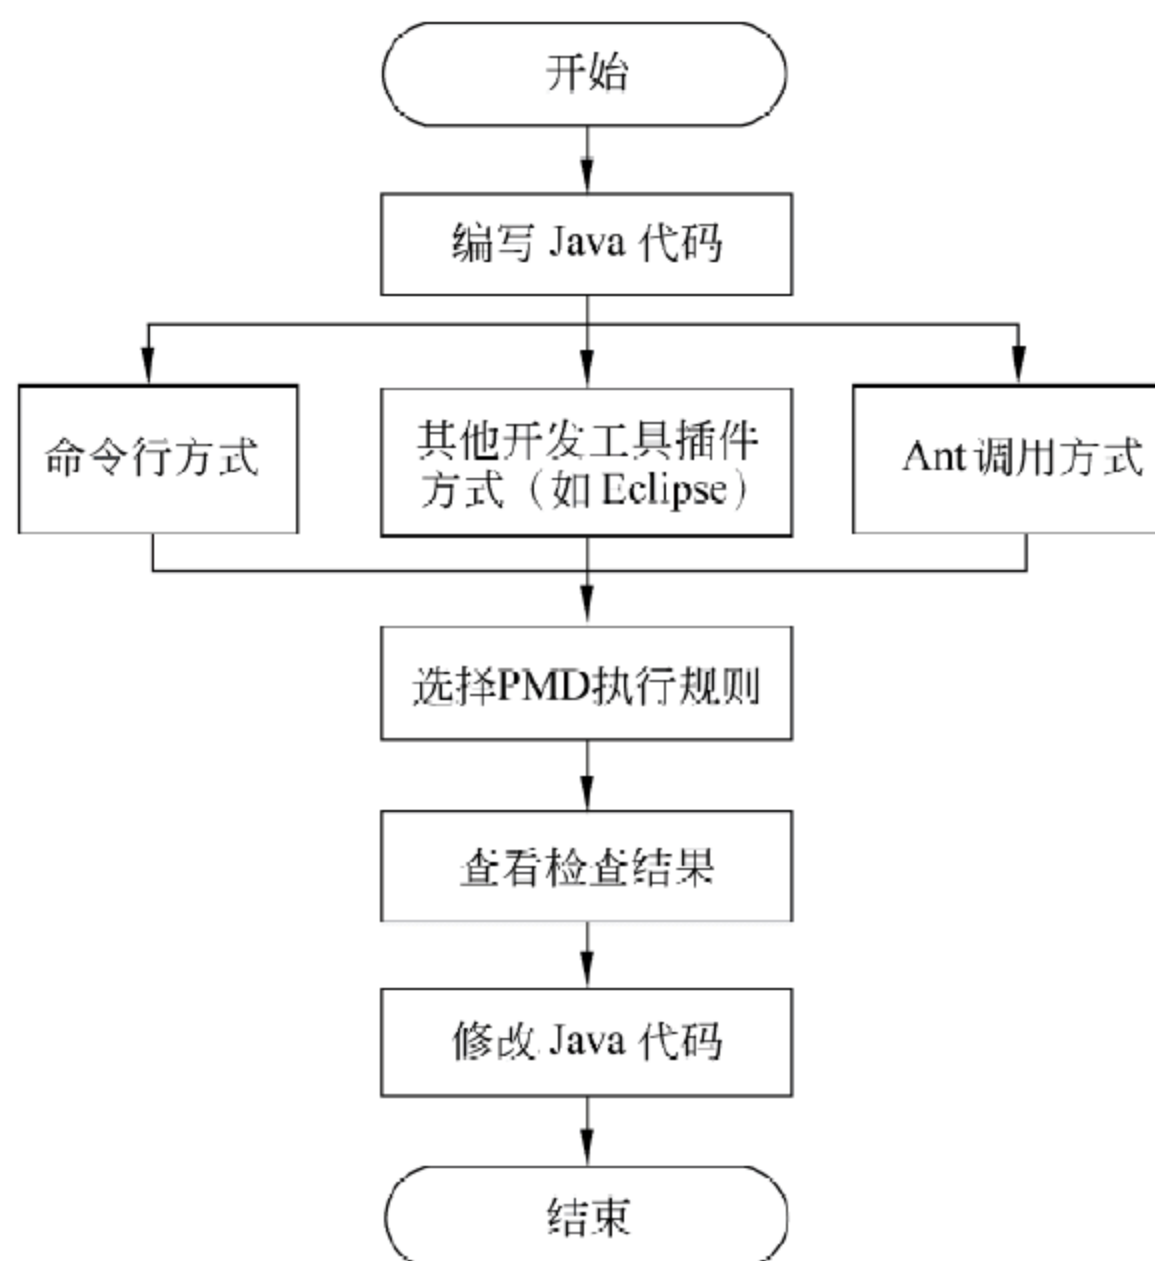 开始
编写 Java 代码
命令行方式
其他开发工具插件
方式（如 Eclipse）
Ant调用方式
选择PMD执行规则
查看检查结果
修改 Java 代码
结束